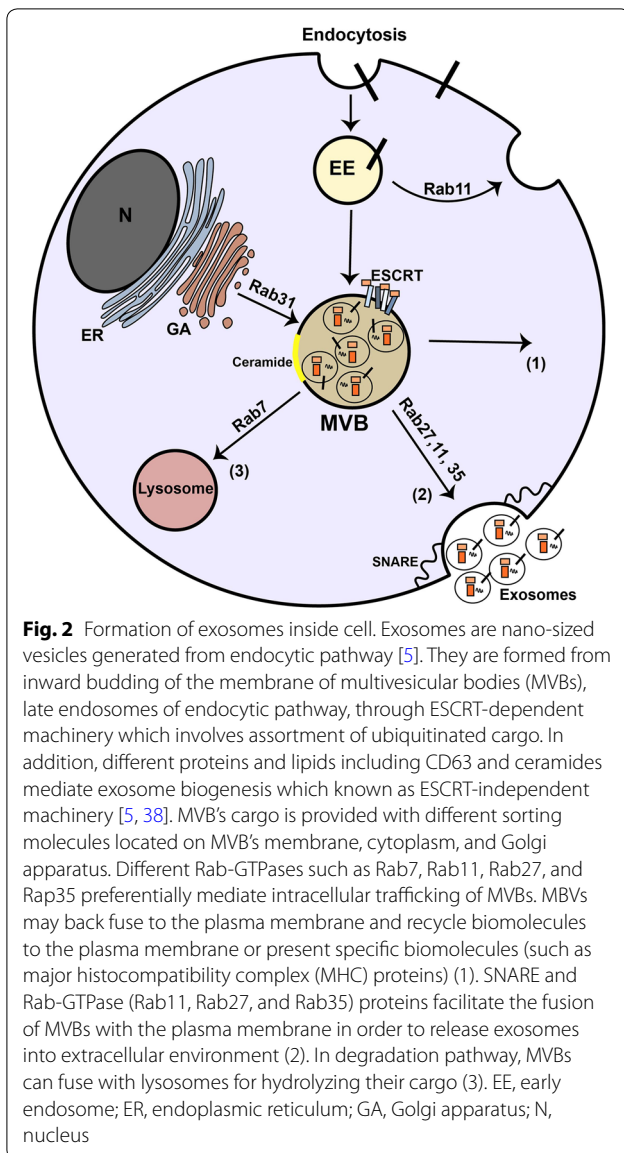 Endocytosis
EE
Rab11
N
ESCRT
Rab31
ER
GA
Ceramide
(1)
MVB
Rab7
Rab27,11, 35
(3)
Lysosome
(2)
SNARE
Exosomes
Fig. 2 Formation of exosomes inside cell. Exosomes are nano-sized
vesicles generated from endocytic pathway [5]. They are formed from
inward budding of the membrane of multivesicular bodies (MVBs),
late endosomes of endocytic pathway, through ESCRT-dependent
machinery which involves assortment of ubiquitinated cargo. In
addition, different proteins and lipids including CD63 and ceramides
mediate exosome biogenesis which known as ESCRT-independent
machinery [5, 38]. MVB's cargo is provided with different sorting
molecules located on MVB's membrane, cytoplasm, and Golgi
apparatus. Different Rab-GTPases such as Rab7, Rab11, Rab27, and
Rap35 preferentially mediate intracellular trafficking of MVBs. MBVs
may back fuse to the plasma membrane and recycle biomolecules
to the plasma membrane or present specific biomolecules (such as
major histocompatibility complex (MHC) proteins) (1). SNARE and
Rab-GTPase (Rab11, Rab27, and Rab35) proteins facilitate the fusion
of MVBs with the plasma membrane in order to release exosomes
into extracellular environment (2). In degradation pathway, MVBs
can fuse with lysosomes for hydrolyzing their cargo (3). EE, early
endosome; ER, endoplasmic reticulum; GA, Golgi apparatus; N,
nucleus